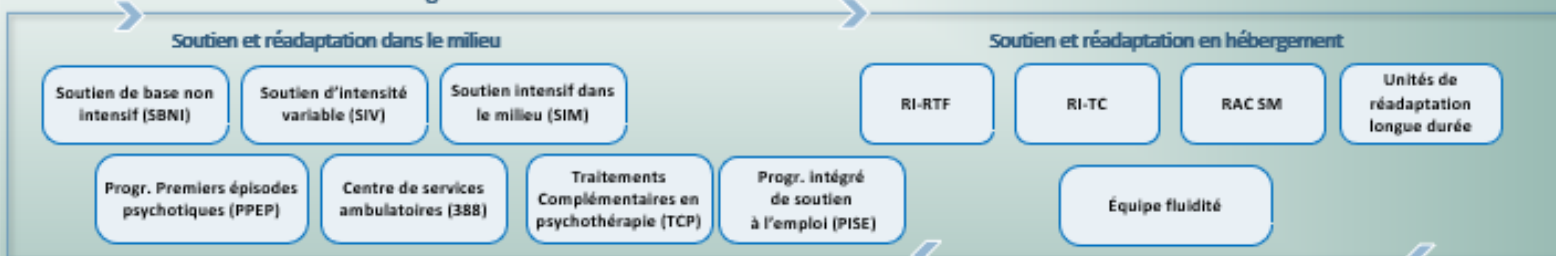 Soutien et réadaptation dans le milieu
Soutien et réadaptation en hébergement
Soutien de base non
intensif (SBNI)
Soutien d'intensité
variable (SIV)
Soutien intensif dans
le milieu (SIM)
RI-RTF
RI-TC
RAC SM
Unités de
réadaptation
longue durée
Progr. Premiers épisodes
psychotiques (PPEP)
Centre de services
ambulatoires (388)
Traitements
Complémentaires en
psychothérapie (TCP)
Progr. intégré
de soutien
à l'emploi (PISE)
Équipe fluidité